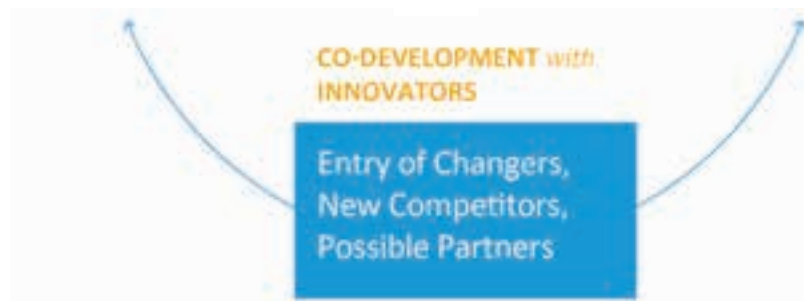 CO-DEVELOPMENT with
INNOVATORS
Entry of Changers,
New Competitors,
Possible Partners